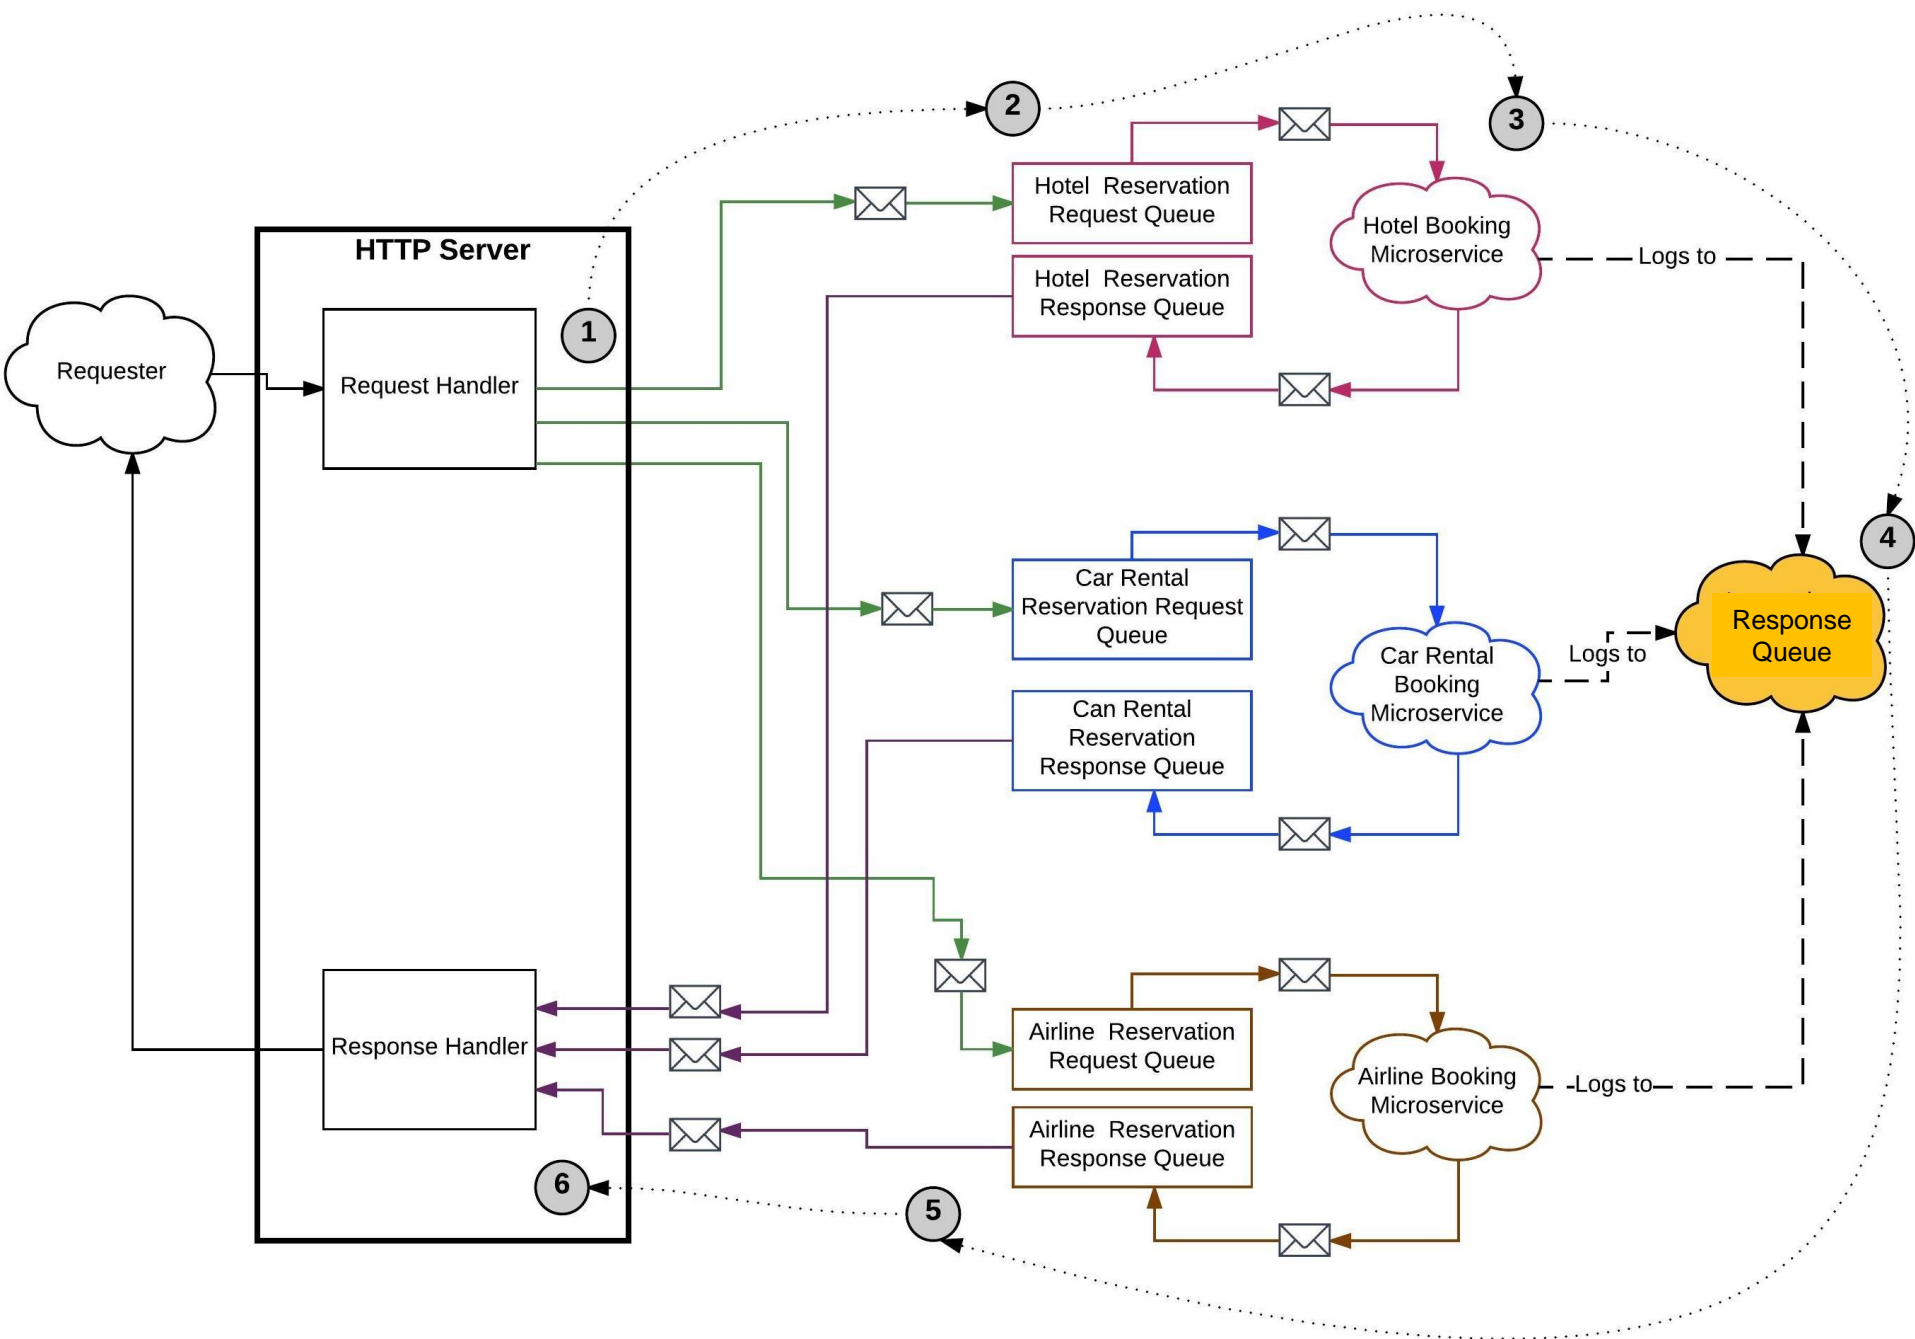 2
3
Hotel Reservation
Request Queue
Hotel Booking
Microservice
Logs to
HTTP Server
Hotel Reservation
Response Queue
1
Requester
Request Handler
4
Car Rental
Reservation Request
Queue
Response
Queue
Logs to
Car Rental
Booking
Microservice
Can Rental
Reservation
Response Queue
Response Handler
Airline Reservation
Request Queue
Airline Booking
Microservice
Logs to
Airline Reservation
Response Queue
6
5